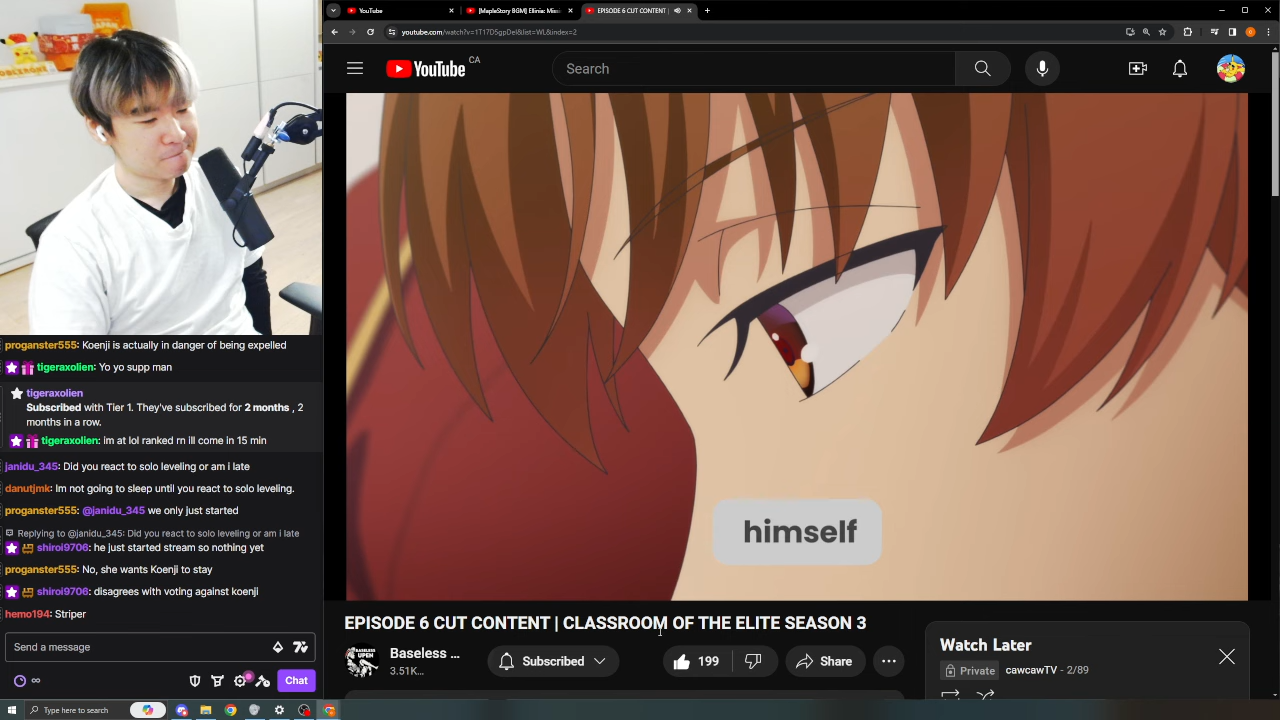 YouTube
[MapleStory BGM] Ellinia: Mis
EPISODE 6 CUT CONTENT |
youtube.com/watch?v=1T17D5gpDeI&list=WL&index=2
YouTube CA
Search
himself
EPISODE 6 CUT CONTENT | CLASSROOM OF THE ELITE SEASON 3
Baseless ...
3.51K...
Subscribed
199
Share
Watch Later
Private
cawcawTV - 2/89
proganster555: Koenji is actually in danger of being expelled
tigeraxolien: Yo yo supp man
tigeraxolien
Subscribed with Tier 1. They've subscribed for 2 months , 2
months in a row.
tigeraxolien: im at lol ranked rn ill come in 15 min
janidu_345: Did you react to solo leveling or am i late
danutjmk: Im not going to sleep until you react to solo leveling.
proganster555: @janidu_345 we only just started
Replying to @janidu_345: Did you react to solo leveling or am i late
shiroi9706: he just started stream so nothing yet
proganster555: No, she wants Koenji to stay
shiroi9706: disagrees with voting against koenji
hemo194: Striper
Send a message
Chat
Type here to search